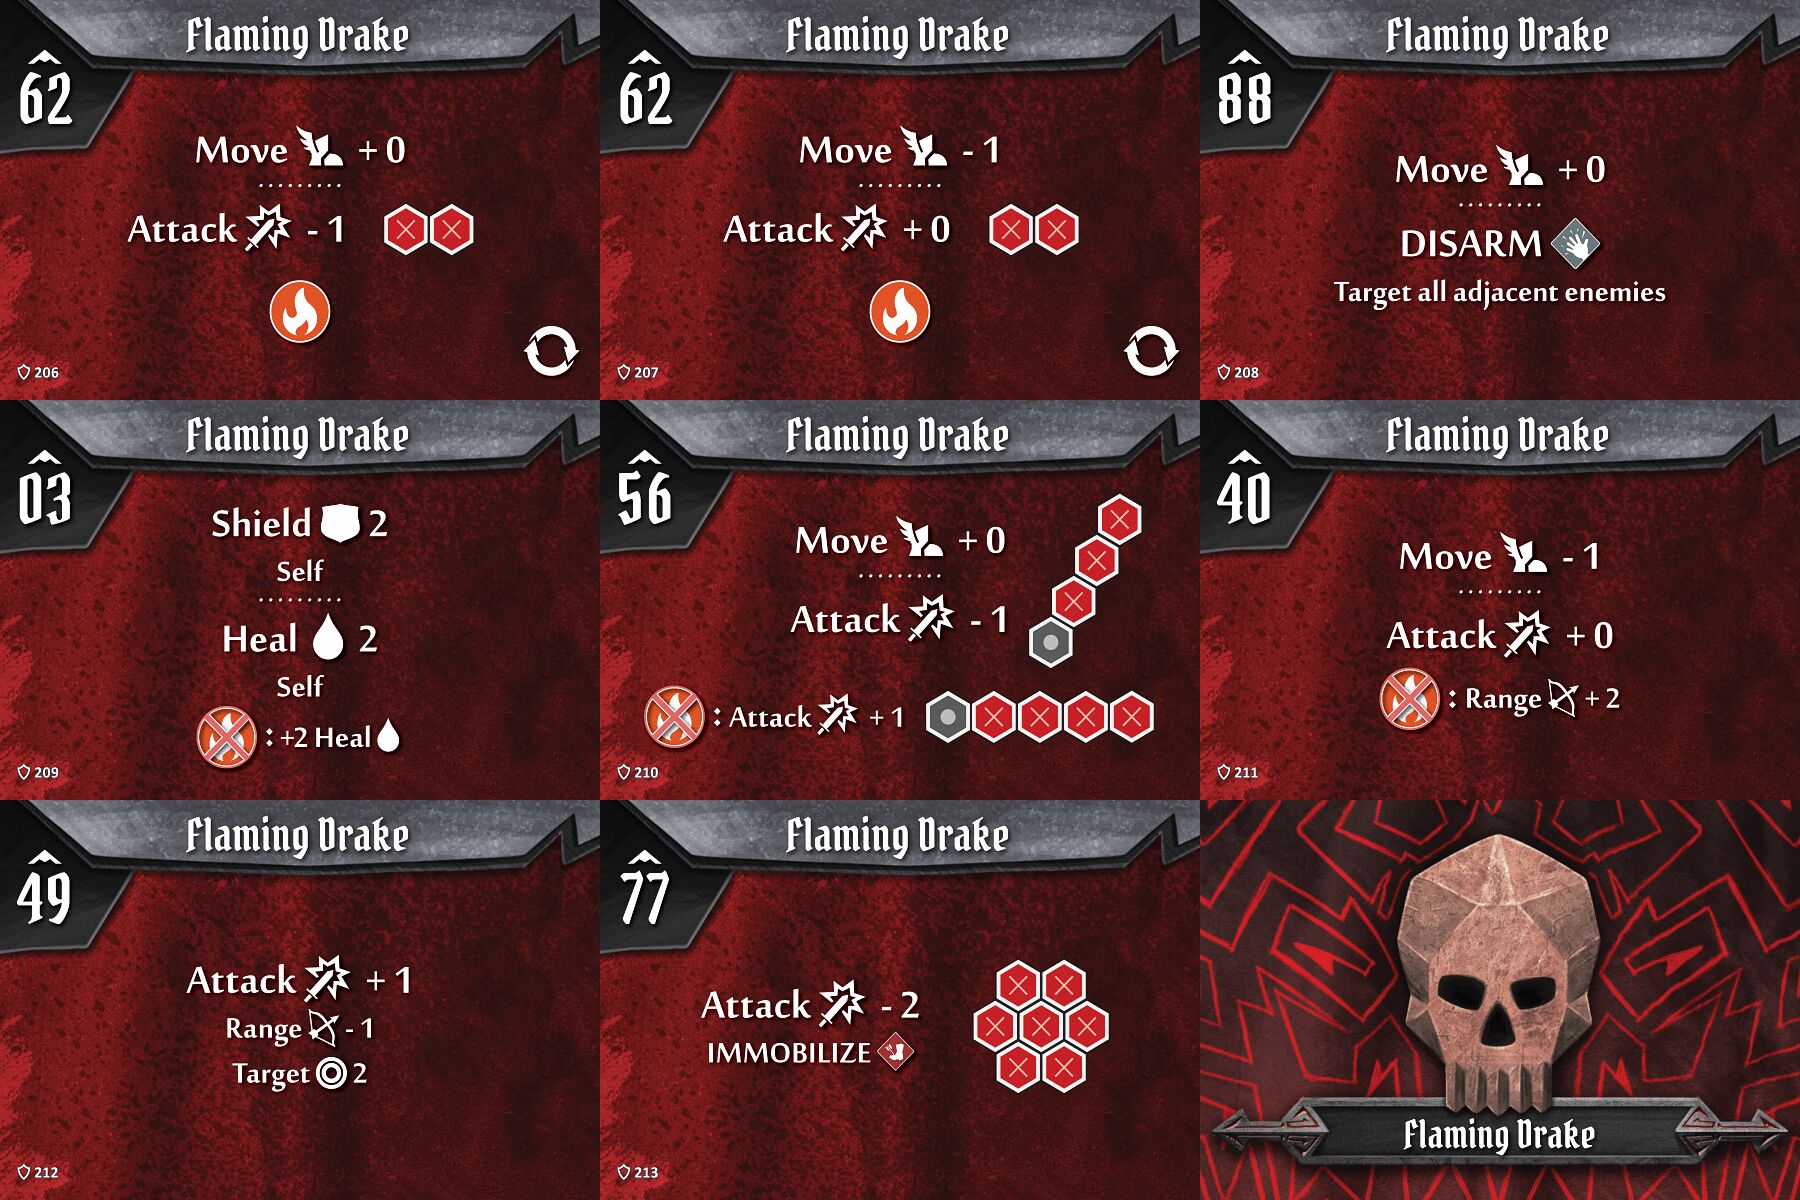 Flaming Drake
62
Move + 0
Attack - 1
206
Flaming Drake
62
Move - 1
Attack + 0
207
Flaming Drake
88
Move + 0
DISARM
Target all adjacent enemies
208
Flaming Drake
03
Shield 2
Self
Heal 2
Self
: +2 Heal
209
Flaming Drake
56
Move + 0
Attack - 1
: Attack + 1
210
Flaming Drake
40
Move - 1
Attack + 0
: Range + 2
211
Flaming Drake
49
Attack + 1
Range - 1
Target 2
212
Flaming Drake
77
Attack - 2
IMMOBILIZE
213
Flaming Drake